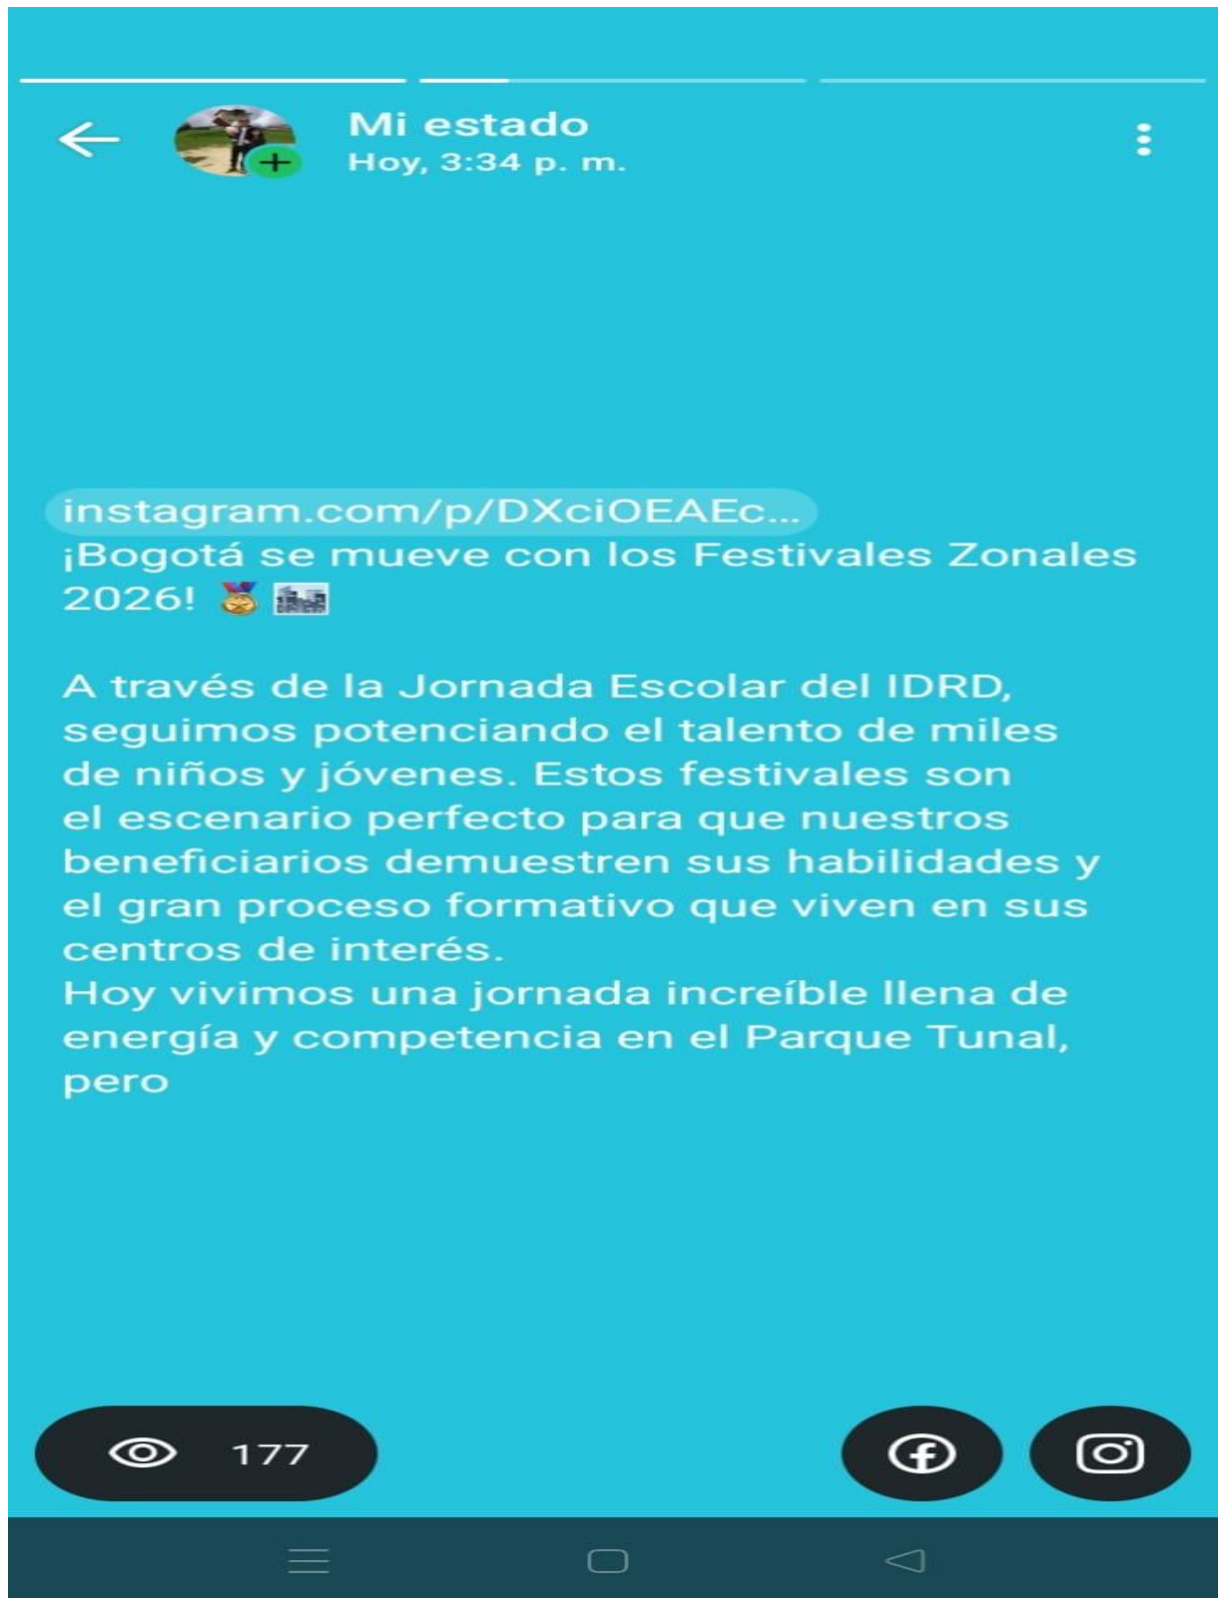 Mi estado
Hoy, 3:34 p. m.
instagram.com/p/DXciOEAEc...
¡Bogotá se mueve con los Festivales Zonales
2026! 🏅🏙️
A través de la Jornada Escolar del IDRD,
seguimos potenciando el talento de miles
de niños y jóvenes. Estos festivales son
el escenario perfecto para que nuestros
beneficiarios demuestren sus habilidades y
el gran proceso formativo que viven en sus
centros de interés.
Hoy vivimos una jornada increíble llena de
energía y competencia en el Parque Tunal,
pero
177